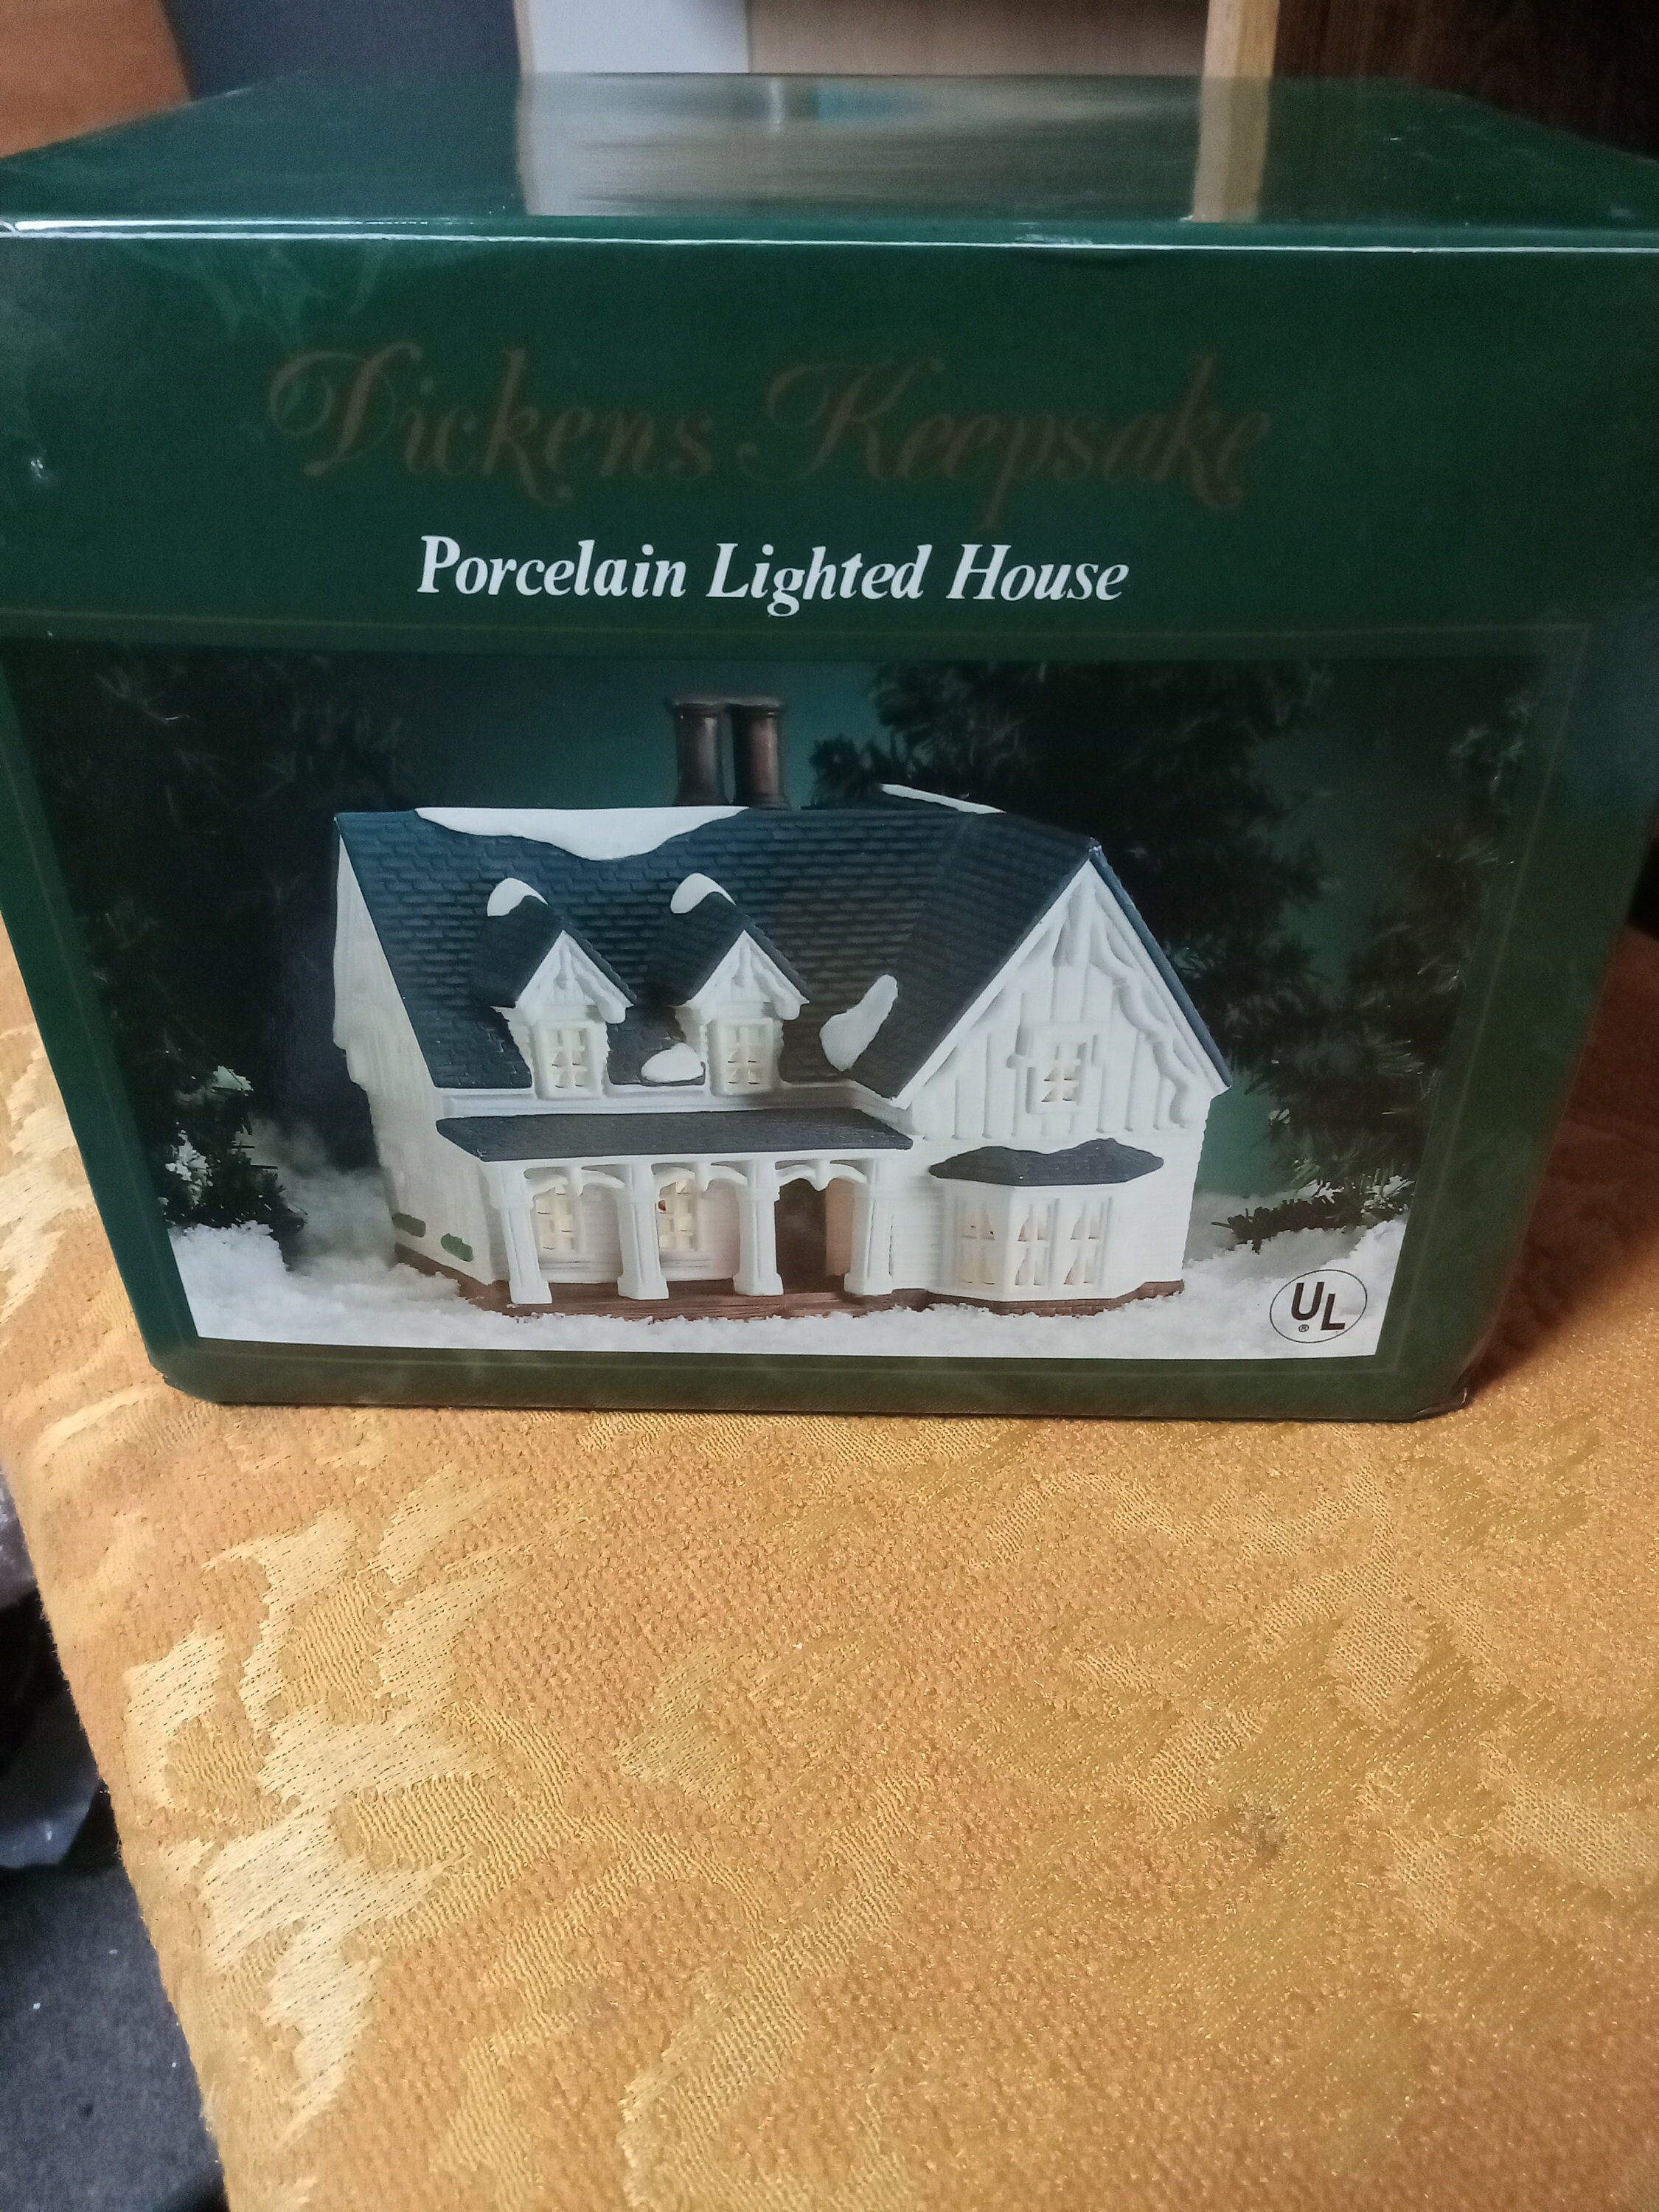 Dickens Keepsake
Porcelain Lighted House
UL
®